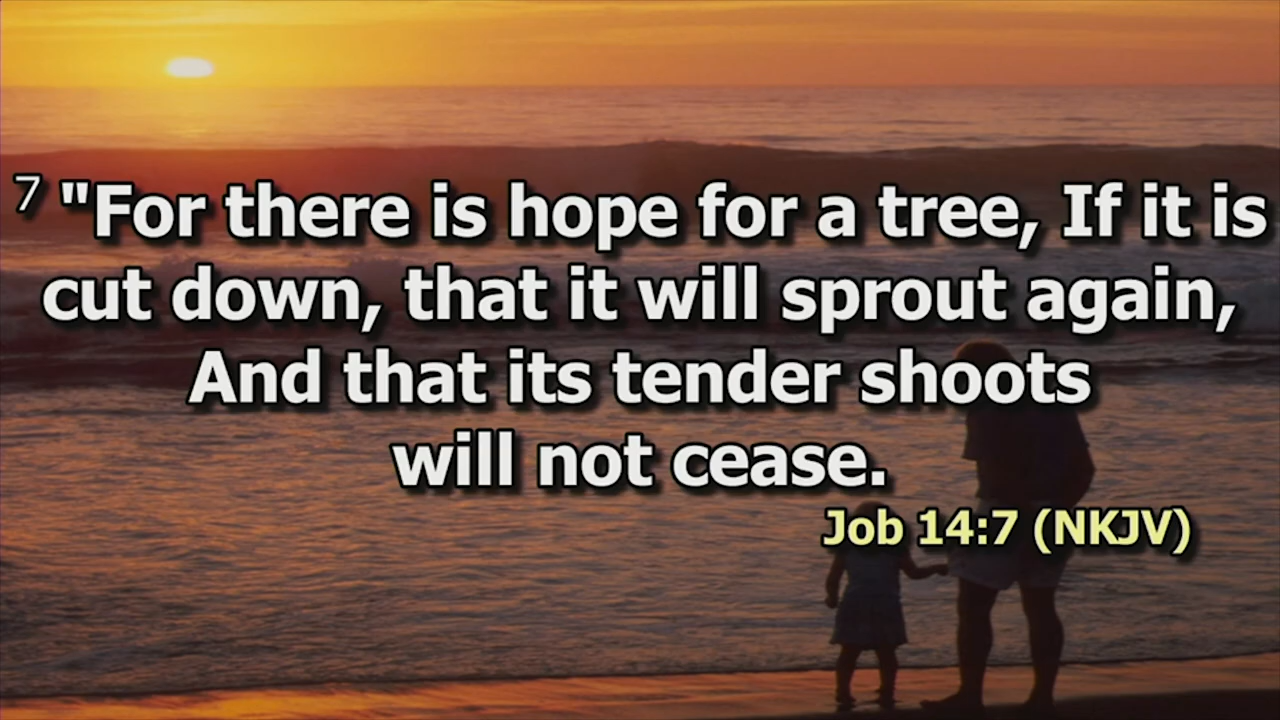 7 "For there is hope for a tree, If it is
cut down, that it will sprout again,
And that its tender shoots
will not cease.
Job 14:7 (NKJV)